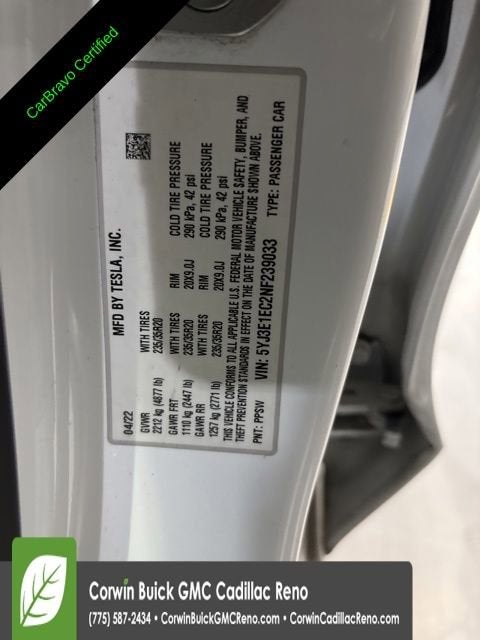 CarBravo Certified
MFD BY TESLA, INC.
04/22
GVWR WITH TIRES RIM COLD TIRE PRESSURE
2212 kg (4877 lb) 235/35R20 20X9.0J 290 kPa, 42 psi
GAWR FRT WITH TIRES RIM COLD TIRE PRESSURE
1110 kg (2447 lb) 235/35R20 20X9.0J 290 kPa, 42 psi
GAWR RR
1257 kg (2771 lb) 235/35R20
THIS VEHICLE CONFORMS TO ALL APPLICABLE U.S. FEDERAL MOTOR VEHICLE SAFETY, BUMPER, AND
THEFT PREVENTION STANDARDS IN EFFECT ON THE DATE OF MANUFACTURE SHOWN ABOVE.
VIN: 5YJ3E1EC2NF239033
PNT: PPSW TYPE: PASSENGER CAR
Corwin Buick GMC Cadillac Reno
(775) 587-2434 • CorwinBuickGMCReno.com • CorwinCadillacReno.com